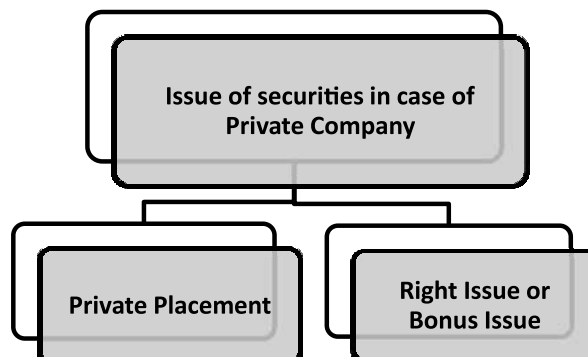 Issue of securities in case of
Private Company
Private Placement
Right Issue or
Bonus Issue